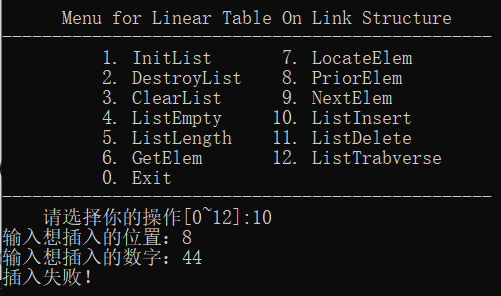 Menu for Linear Table On Link Structure
-------------------------------------------------
1. InitList 7. LocateElem
2. DestroyList 8. PriorElem
3. ClearList 9. NextElem
4. ListEmpty 10. ListInsert
5. ListLength 11. ListDelete
6. GetElem 12. ListTrabverse
0. Exit
-------------------------------------------------
请选择你的操作[0~12]:10
输入想插入的位置：8
输入想插入的数字：44
插入失败！